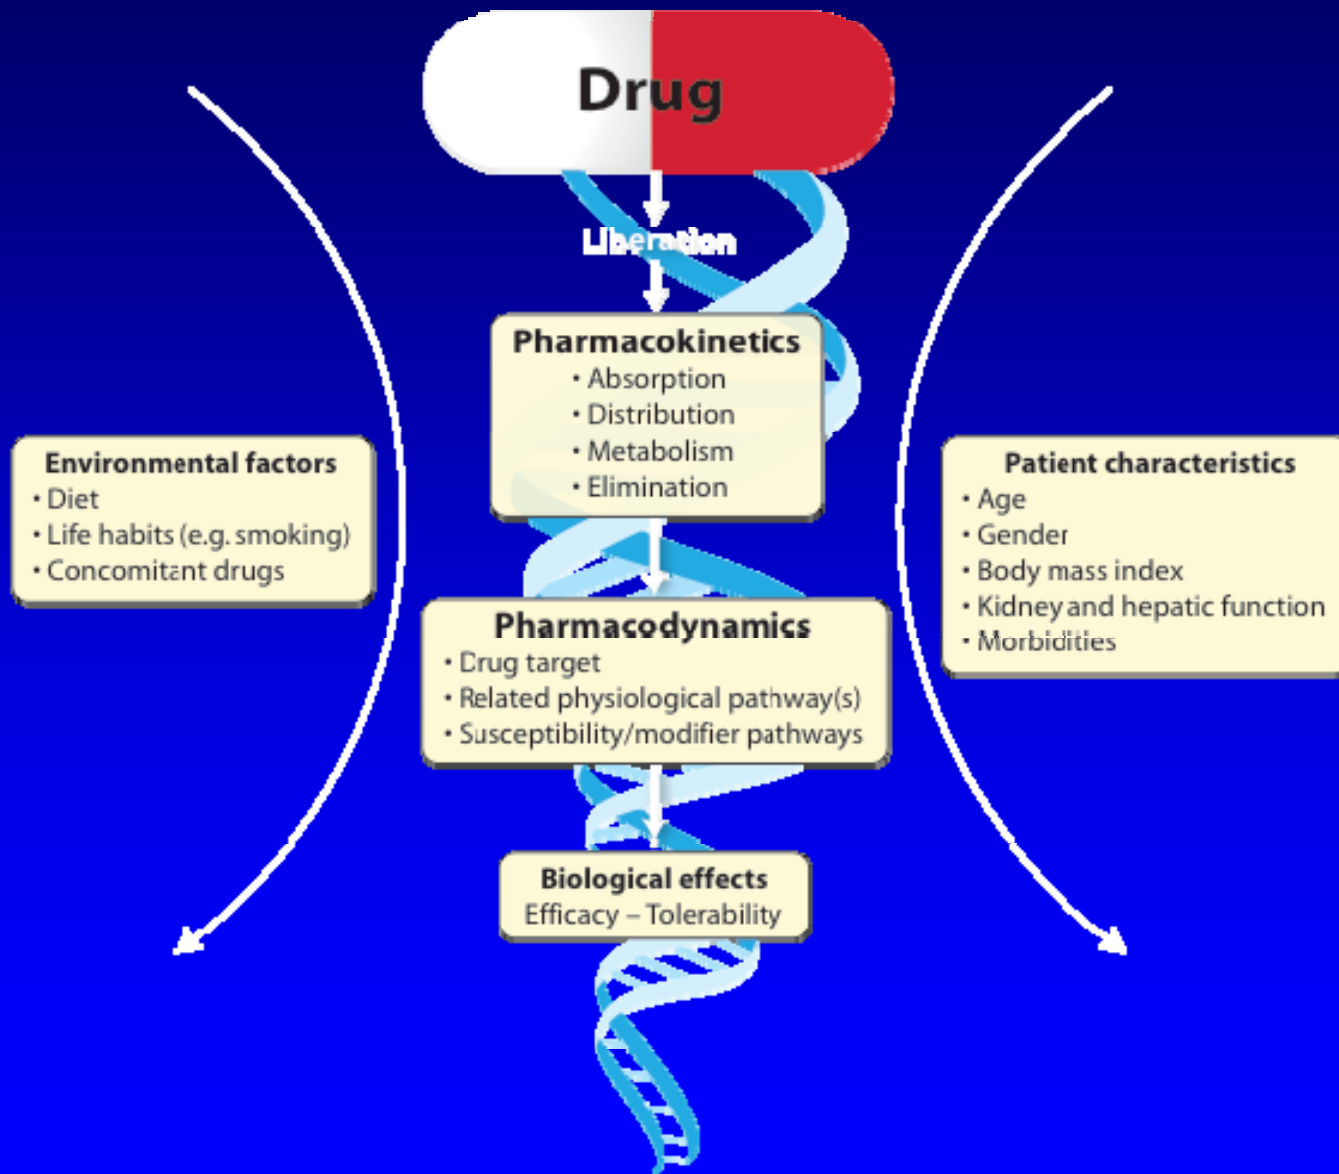 Drug
Liberation
Pharmacokinetics
• Absorption
• Distribution
• Metabolism
• Elimination
Environmental factors
• Diet
• Life habits (e.g. smoking)
• Concomitant drugs
Patient characteristics
• Age
• Gender
• Body mass index
• Kidney and hepatic function
• Morbidities
Pharmacodynamics
• Drug target
• Related physiological pathway(s)
• Susceptibility/modifier pathways
Biological effects
Efficacy – Tolerability